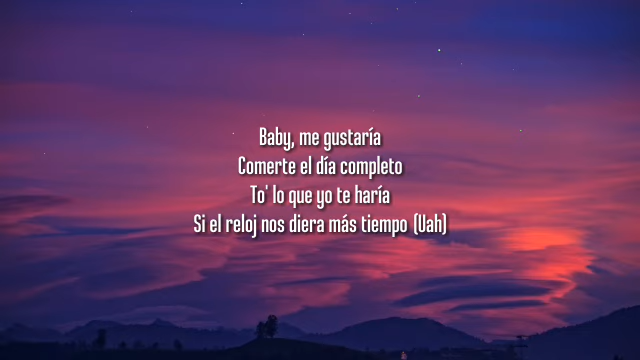 Baby, me gustaría
Comerte el día completo
To' lo que yo te haría
Si el reloj nos diera más tiempo (Uah)